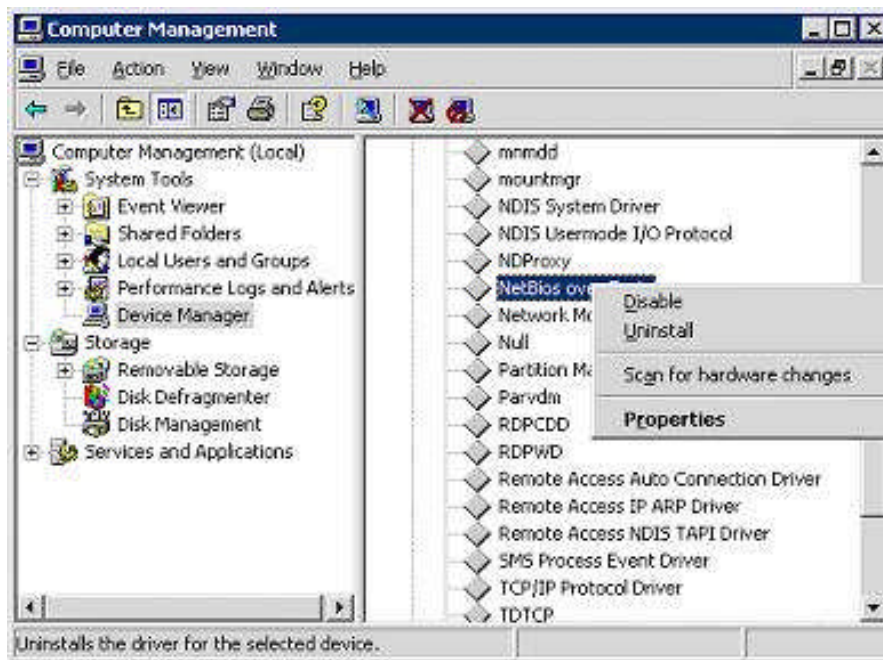 Computer Management
File Action View Window Help
Computer Management (Local)
System Tools
Event Viewer
Shared Folders
Local Users and Groups
Performance Logs and Alerts
Device Manager
Storage
Removable Storage
Disk Defragmenter
Disk Management
Services and Applications
mnmdd
mountmgr
NDIS System Driver
NDIS Usermode I/O Protocol
NDProxy
NetBios
Network
Null
Partition
Parvdm
RDPCDD
RDPWD
Remote Access Auto Connection Driver
Remote Access IP ARP Driver
Remote Access NDIS TAPI Driver
SMS Process Event Driver
TCP/IP Protocol Driver
TDTCP
Disable
Uninstall
Scan for hardware changes
Properties
Uninstalls the driver for the selected device.